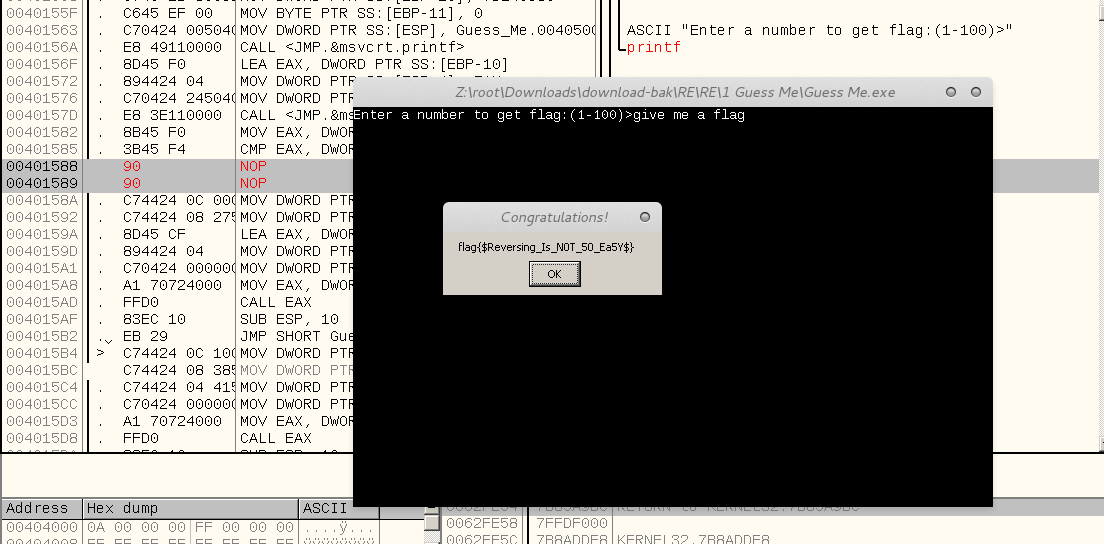 0040155F . C645 EF 00 MOV BYTE PTR SS:[EBP-11], 0
00401563 . C70424 005040 MOV DWORD PTR SS:[ESP], Guess_Me.0040500
ASCII "Enter a number to get flag:(1-100)>"
0040156A . E8 49110000 CALL <JMP.&msvcrt.printf>
printf
0040156F . 8D45 F0 LEA EAX, DWORD PTR SS:[EBP-10]
00401572 . 894424 04
00401576 . C70424 245040 MOV DWORD PTR
0040157D . E8 3E110000 CALL <JMP.&ms
00401582 . 8B45 F0 MOV EAX, DWOR
00401585 . 3B45 F4 CMP EAX, DWOR
00401588 90 NOP
00401589 90 NOP
0040158A . C74424 0C 000 MOV DWORD PTR
00401592 . C74424 08 275 MOV DWORD PTR
0040159A . 8D45 CF LEA EAX, DWOR
0040159D . 894424 04 MOV DWORD PTR
004015A1 . C70424 000000 MOV DWORD PTR
004015A8 . A1 70724000 MOV EAX, DWOR
004015AD . FFD0 CALL EAX
004015AF . 83EC 10 SUB ESP, 10
004015B2 . EB 29 JMP SHORT Gue
004015B4 > C74424 0C 100 MOV DWORD PTR
004015BC C74424 08 385 MOV DWORD PTR
004015C4 . C74424 04 415 MOV DWORD PTR
004015CC . C70424 000000 MOV DWORD PTR
004015D3 . A1 70724000 MOV EAX, DWOR
004015D8 . FFD0 CALL EAX
Z:\root\Downloads\download-bak\RE\RE\1 Guess Me\Guess Me.exe
Enter a number to get flag:(1-100)>give me a flag
Congratulations!
flag{$Reversing_Is_N0T_50_Ea5Y$}
OK
Address Hex dump ASCII
00404000 0A 00 00 00 FF 00 00 00 ....ÿ...
0062FE58 7FFDF000